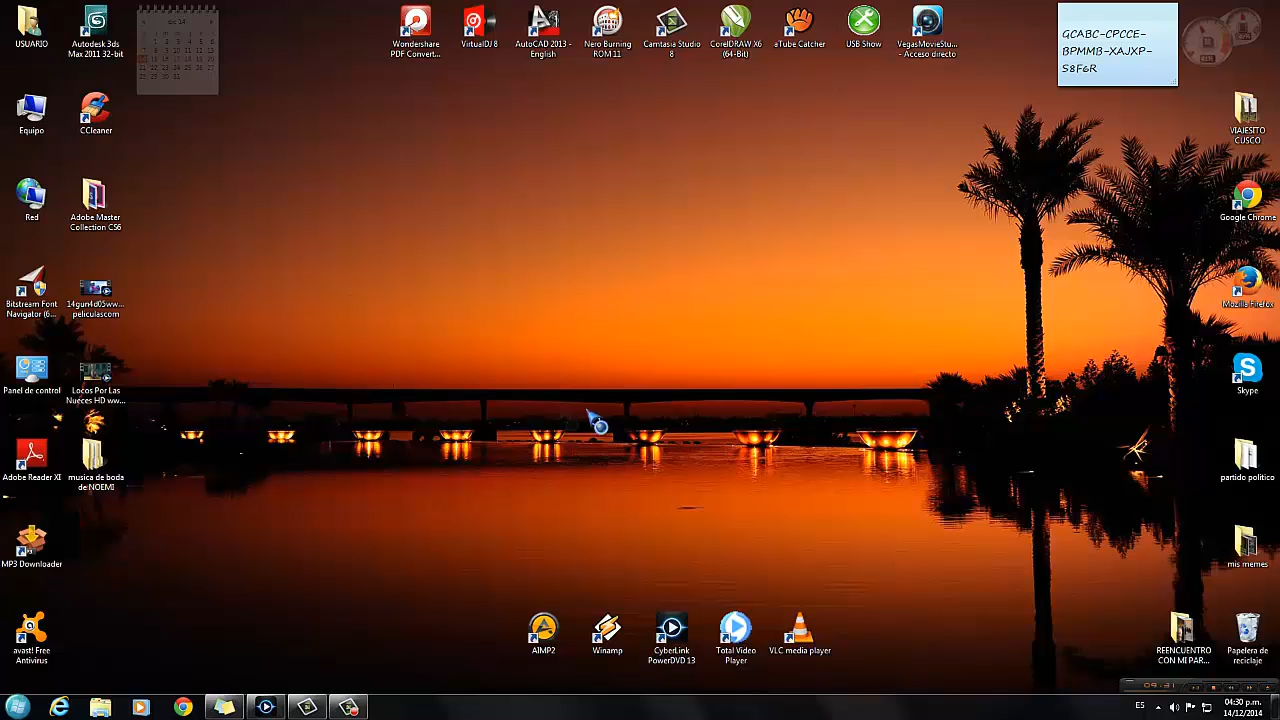 USUARIO
Autodesk 3ds
Max 2011 32-bit
dic 14
Wondershare
PDF Convert...
VirtualDJ 8
AutoCAD 2013 -
English
Nero Burning
ROM 11
Camtasia Studio
8
CorelDRAW X6
(64-Bit)
aTube Catcher
USB Show
VegasMovieStu...
- Acceso directo
GCABC-CPCCE-
BPMMB-XAJXP-
S8F6R
Equipo
CCleaner
VIAJESITO
CUSCO
Red
Adobe Master
Collection CS6
Google Chrome
Bitstream Font
Navigator (6...
14gun4d05ww...
peliculascom
Mozilla Firefox
Panel de control
Locos Por Las
Nueces HD ww...
Skype
Adobe Reader XI
musica de boda
de NOEMI
partido politico
MP3 Downloader
mis memes
avast! Free
Antivirus
AIMP2
Winamp
CyberLink
PowerDVD 13
Total Video
Player
VLC media player
REENCUENTRO
CON MI PAR...
Papelera de
reciclaje
ES
04:30 p.m.
14/12/2014